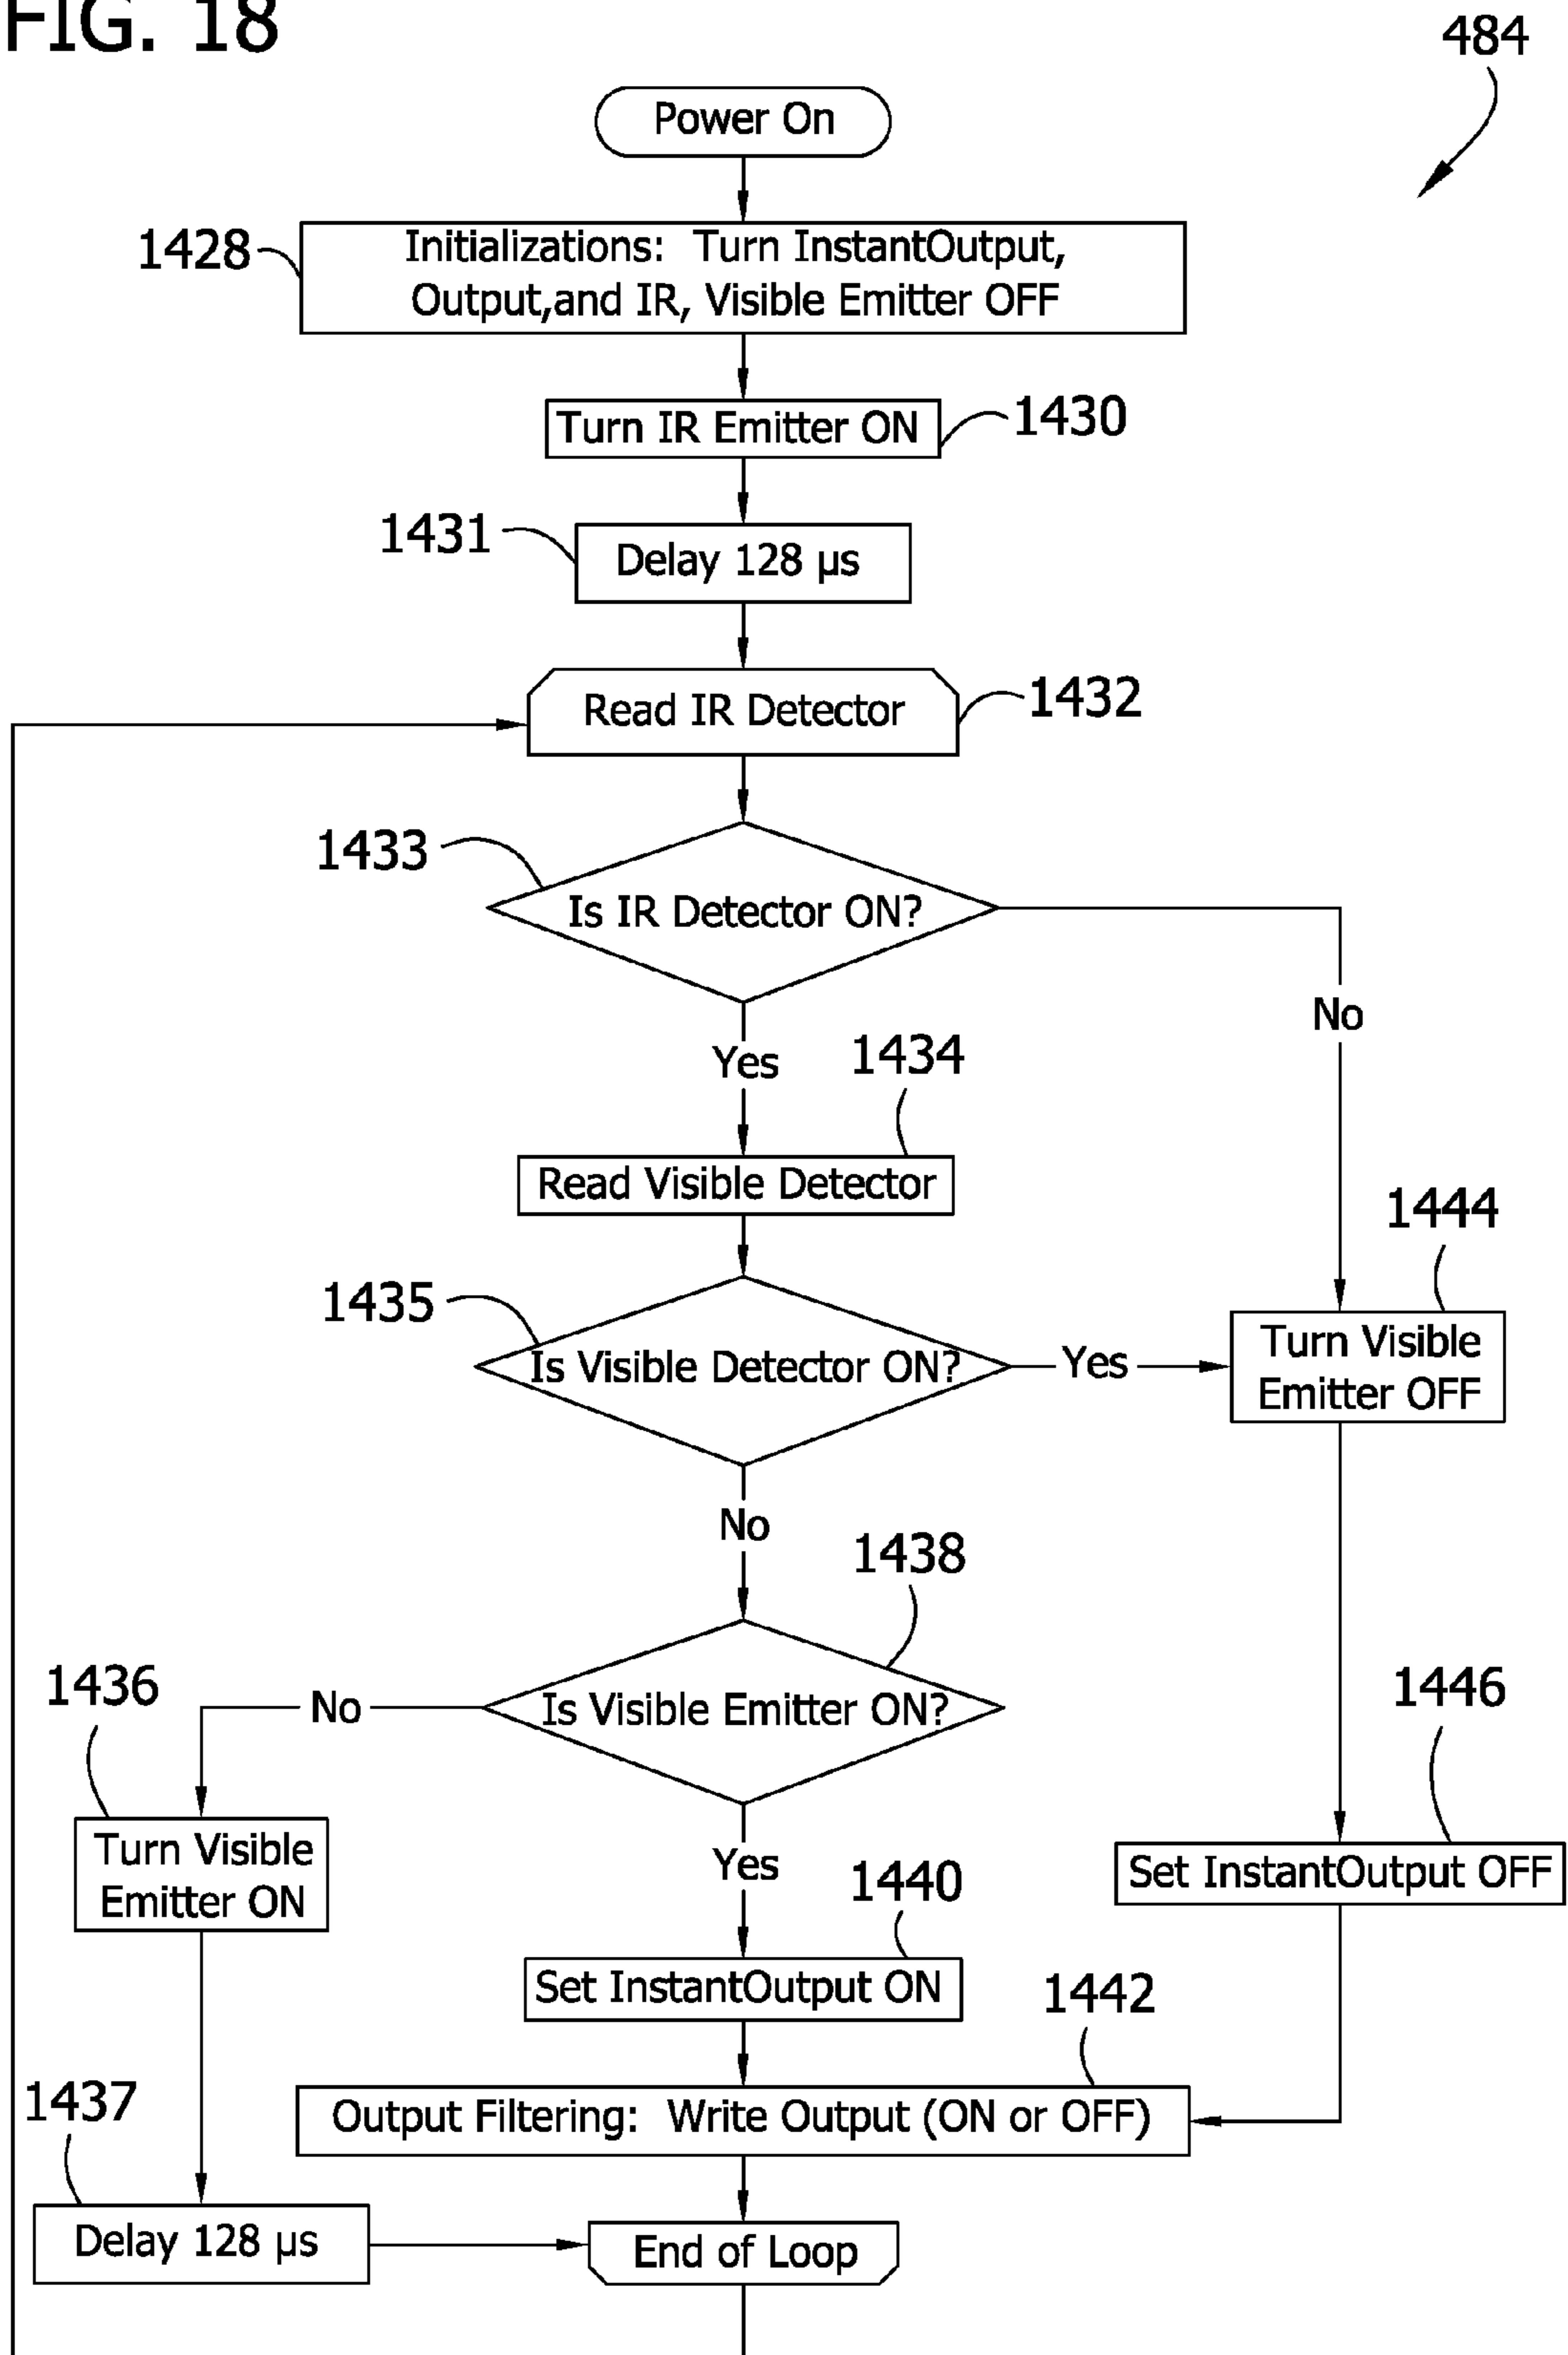 FIG. 18
484
Power On
1428
Initializations: Turn InstantOutput,
Output,and IR, Visible Emitter OFF
Turn IR Emitter ON
1430
1431
Delay 128 µs
Read IR Detector
1432
1433
Is IR Detector ON?
No
Yes
1434
Read Visible Detector
1444
1435
Is Visible Detector ON?
Yes
Turn Visible
Emitter OFF
No
1438
1436
No
Is Visible Emitter ON?
1446
Turn Visible
Emitter ON
Yes
1440
Set InstantOutput OFF
Set InstantOutput ON
1442
1437
Output Filtering: Write Output (ON or OFF)
Delay 128 µs
End of Loop